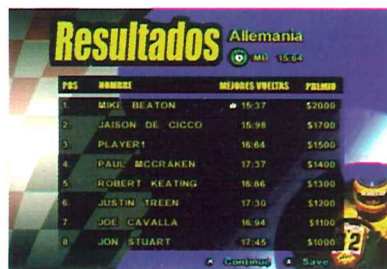 Resultados Allemania
MB 15:64
POS NOMBRE MEJORES VUELTAS PREMIO
1. MIKE BEATON 15:37 $2000
2. JAISON DE CICCO 15:98 $1700
3. PLAYER1 16:64 $1500
4. PAUL MCCRAKEN 17:37 $1400
5. ROBERT KEATING 16:86 $1300
6. JUSTIN TREEN 17:30 $1200
7. JOE CAVALLA 16:94 $1100
8. JON STUART 17:45 $1000
Continue Save